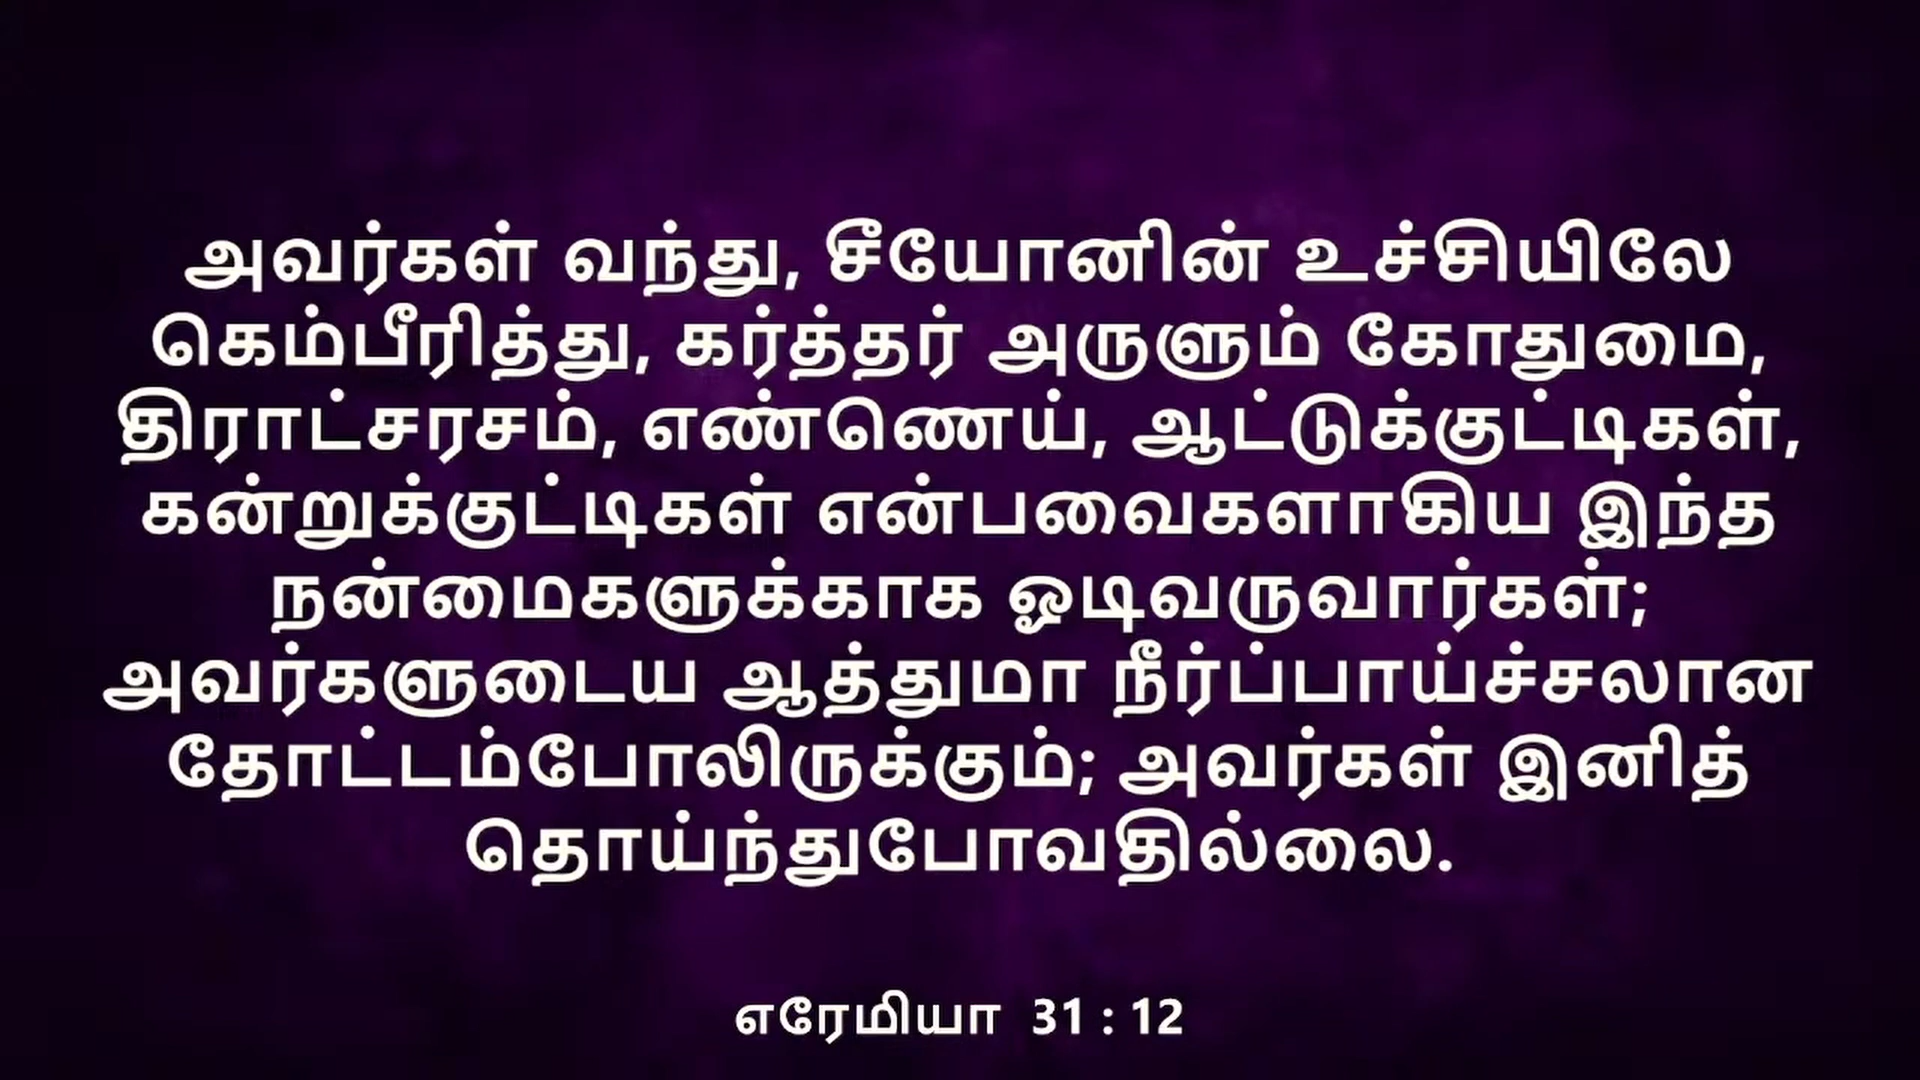 அவர்கள் வந்து, சீயோனின் உச்சியிலே
கெம்பீரித்து, கர்த்தர் அருளும் கோதுமை,
திராட்சரசம், எண்ணெய், ஆட்டுக்குட்டிகள்,
கன்றுக்குட்டிகள் என்பவைகளாகிய இந்த
நன்மைகளுக்காக ஓடிவருவார்கள்;
அவர்களுடைய ஆத்துமா நீர்ப்பாய்ச்சலான
தோட்டம்போலிருக்கும்; அவர்கள் இனித்
தொய்ந்துபோவதில்லை.
எரேமியா 31 : 12